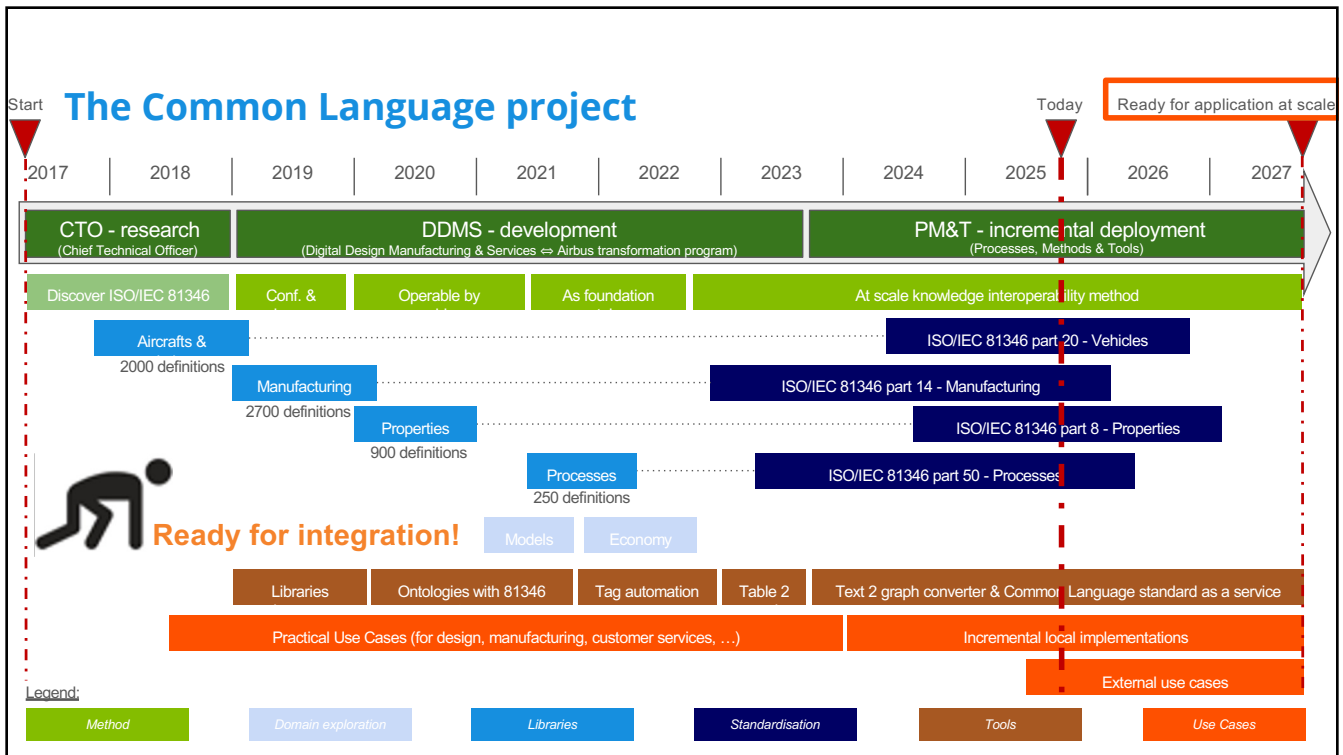 Start
The Common Language project
Today
Ready for application at scale
2017
2018
2019
2020
2021
2022
2023
2024
2025
2026
2027
CTO - research
(Chief Technical Officer)
DDMS - development
(Digital Design Manufacturing & Services ⇔ Airbus transformation program)
PM&T - incremental deployment
(Processes, Methods & Tools)
Discover ISO/IEC 81346
Conf. &
Operable by
As foundation
At scale knowledge interoperability method
Aircrafts &
2000 definitions
ISO/IEC 81346 part 20 - Vehicles
Manufacturing
2700 definitions
ISO/IEC 81346 part 14 - Manufacturing
Properties
900 definitions
ISO/IEC 81346 part 8 - Properties
Processes
250 definitions
ISO/IEC 81346 part 50 - Processes
Ready for integration!
Models
Economy
Libraries
Ontologies with 81346
Tag automation
Table 2
Text 2 graph converter & Common Language standard as a service
Practical Use Cases (for design, manufacturing, customer services, …)
Incremental local implementations
External use cases
Legend:
Method
Domain exploration
Libraries
Standardisation
Tools
Use Cases